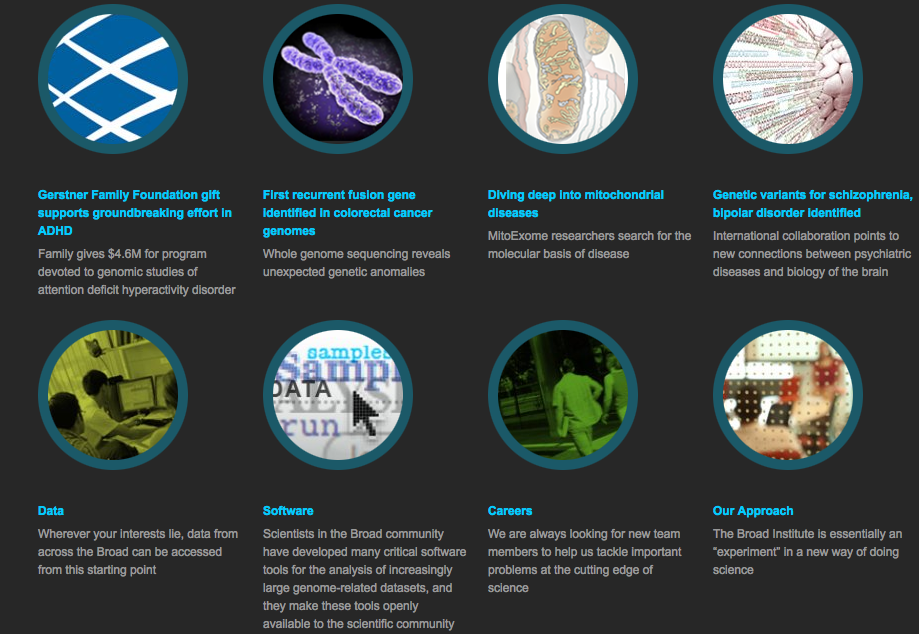 Gerstner Family Foundation gift
supports groundbreaking effort in
ADHD
Family gives $4.6M for program
devoted to genomic studies of
attention deficit hyperactivity disorder
First recurrent fusion gene
identified in colorectal cancer
genomes
Whole genome sequencing reveals
unexpected genetic anomalies
Diving deep into mitochondrial
diseases
MitoExome researchers search for the
molecular basis of disease
Genetic variants for schizophrenia,
bipolar disorder identified
International collaboration points to
new connections between psychiatric
diseases and biology of the brain
samples
Sampl
DATA
run
Data
Wherever your interests lie, data from
across the Broad can be accessed
from this starting point
Software
Scientists in the Broad community
have developed many critical software
tools for the analysis of increasingly
large genome-related datasets, and
they make these tools openly
available to the scientific community
Careers
We are always looking for new team
members to help us tackle important
problems at the cutting edge of
science
Our Approach
The Broad Institute is essentially an
"experiment" in a new way of doing
science